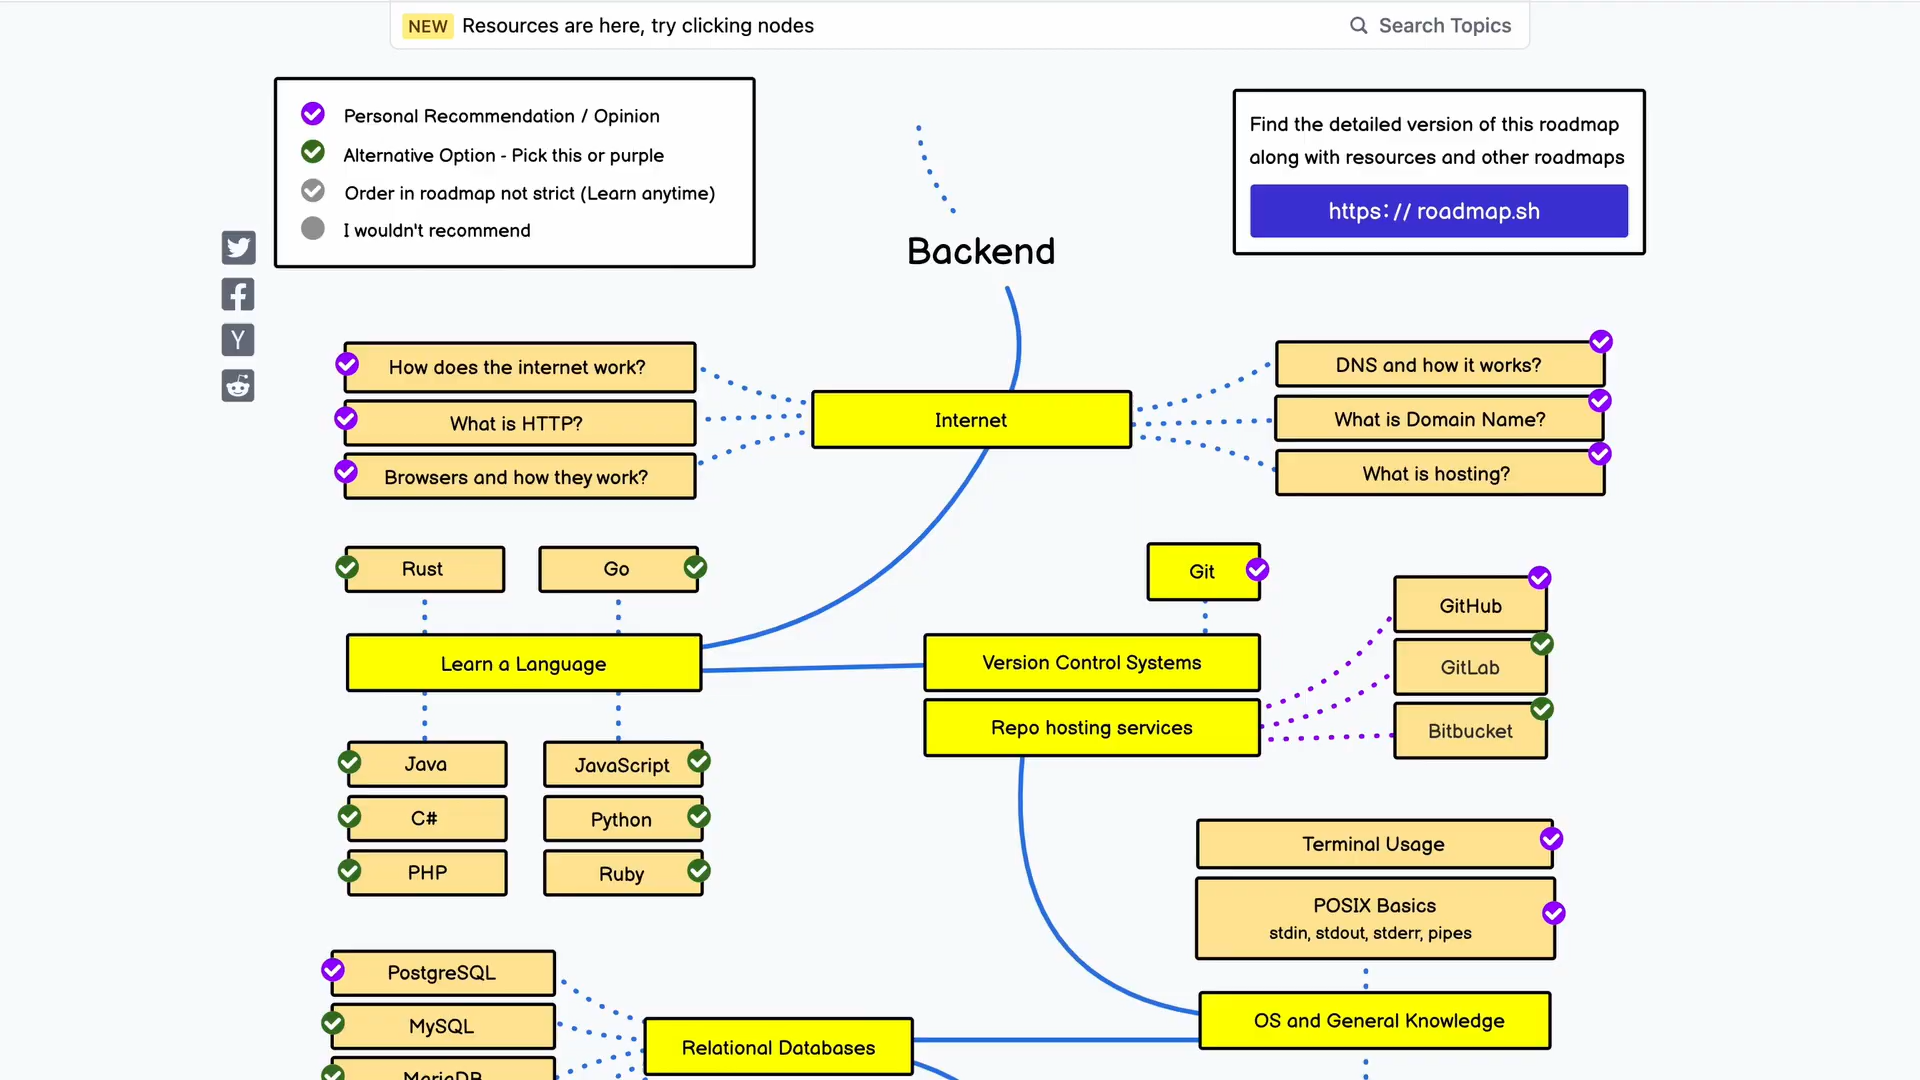 NEW Resources are here, try clicking nodes
Search Topics
Personal Recommendation / Opinion
Alternative Option - Pick this or purple
Order in roadmap not strict (Learn anytime)
I wouldn't recommend
Find the detailed version of this roadmap
along with resources and other roadmaps
https://roadmap.sh
Backend
Y
How does the internet work?
What is HTTP?
Browsers and how they work?
Internet
DNS and how it works?
What is Domain Name?
What is hosting?
Rust
Go
Learn a Language
Java
JavaScript
C#
Python
PHP
Ruby
Git
Version Control Systems
Repo hosting services
GitHub
GitLab
Bitbucket
Terminal Usage
POSIX Basics
stdin, stdout, stderr, pipes
OS and General Knowledge
PostgreSQL
MySQL
MariaDB
Relational Databases